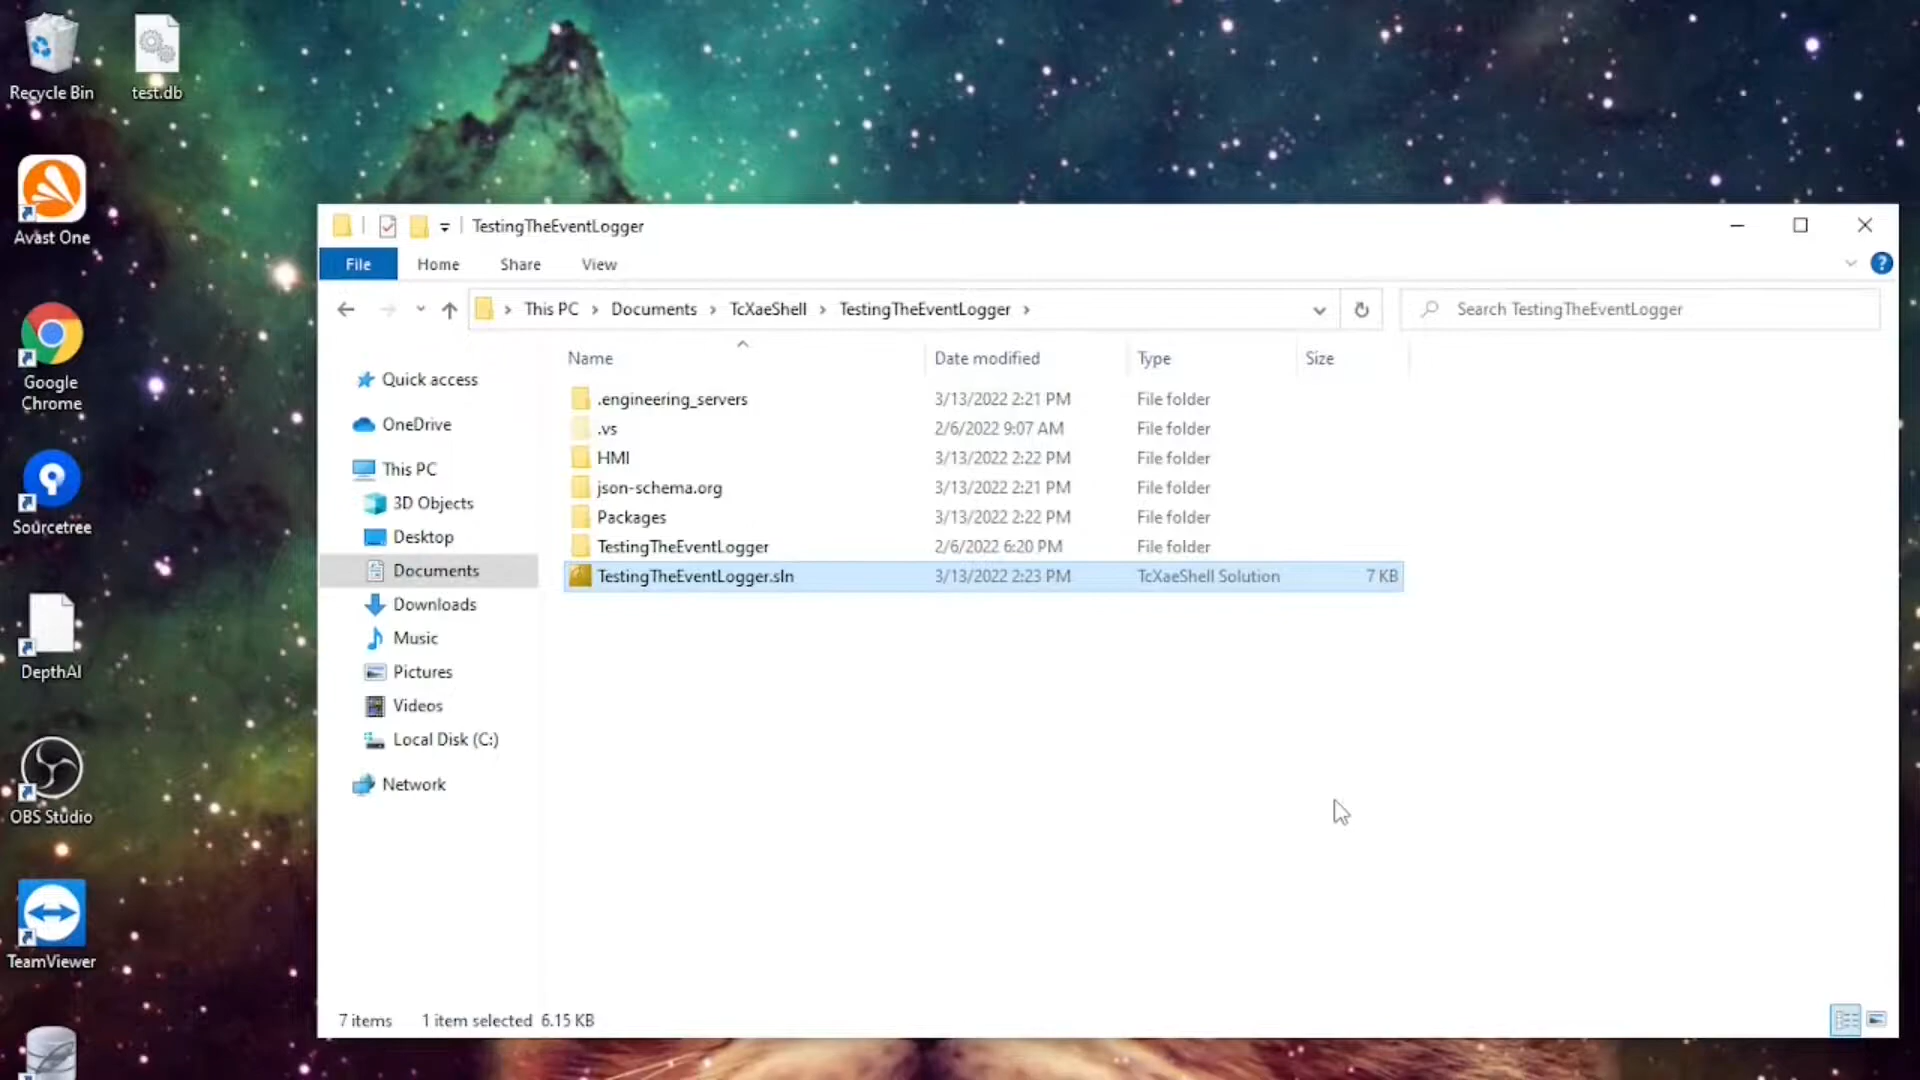 Recycle Bin
test.db
Avast One
Google
Chrome
Sourcetree
DepthAI
OBS Studio
TeamViewer
TestingTheEventLogger
File Home Share View
This PC > Documents > TcXaeShell > TestingTheEventLogger >
Search TestingTheEventLogger
Quick access
OneDrive
This PC
3D Objects
Desktop
Documents
Downloads
Music
Pictures
Videos
Local Disk (C:)
Network
Name Date modified Type Size
.engineering_servers 3/13/2022 2:21 PM File folder
.vs 2/6/2022 9:07 AM File folder
HMI 3/13/2022 2:22 PM File folder
json-schema.org 3/13/2022 2:21 PM File folder
Packages 3/13/2022 2:22 PM File folder
TestingTheEventLogger 2/6/2022 6:20 PM File folder
TestingTheEventLogger.sln 3/13/2022 2:23 PM TcXaeShell Solution 7 KB
7 items 1 item selected 6.15 KB